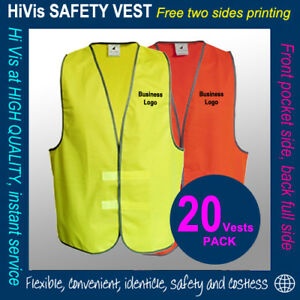 HiVis SAFETY VEST Free two sides printing
Hi Vis at HIGH QUALITY, instant service
Front pocket side, back full side
Business
Logo
Business
Logo
20 Vests
PACK
Flexible, convenient, identicle, safety and costless